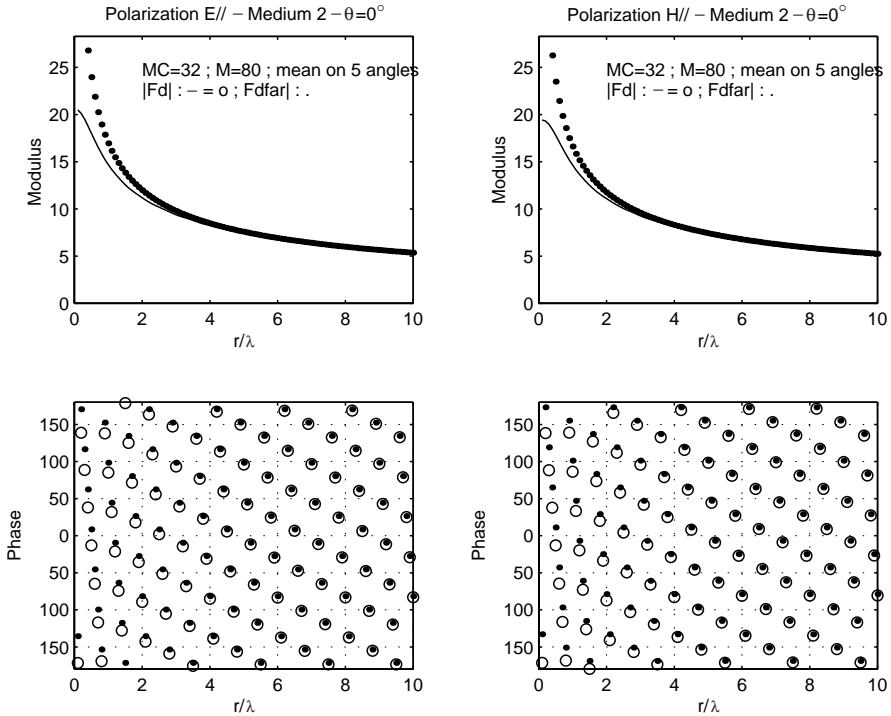 Polarization E// − Medium 2 − θ=0°
MC=32 ; M=80 ; mean on 5 angles
|Fd| : − = o ; Fdfar| : .
Modulus
25
20
15
10
5
0
0 2 4 6 8 10
r/λ
Polarization H// − Medium 2 − θ=0°
MC=32 ; M=80 ; mean on 5 angles
|Fd| : − = o ; Fdfar| : .
Modulus
25
20
15
10
5
0
0 2 4 6 8 10
r/λ
Phase
150
100
50
0
50
100
150
0 2 4 6 8 10
r/λ
Phase
150
100
50
0
50
100
150
0 2 4 6 8 10
r/λ